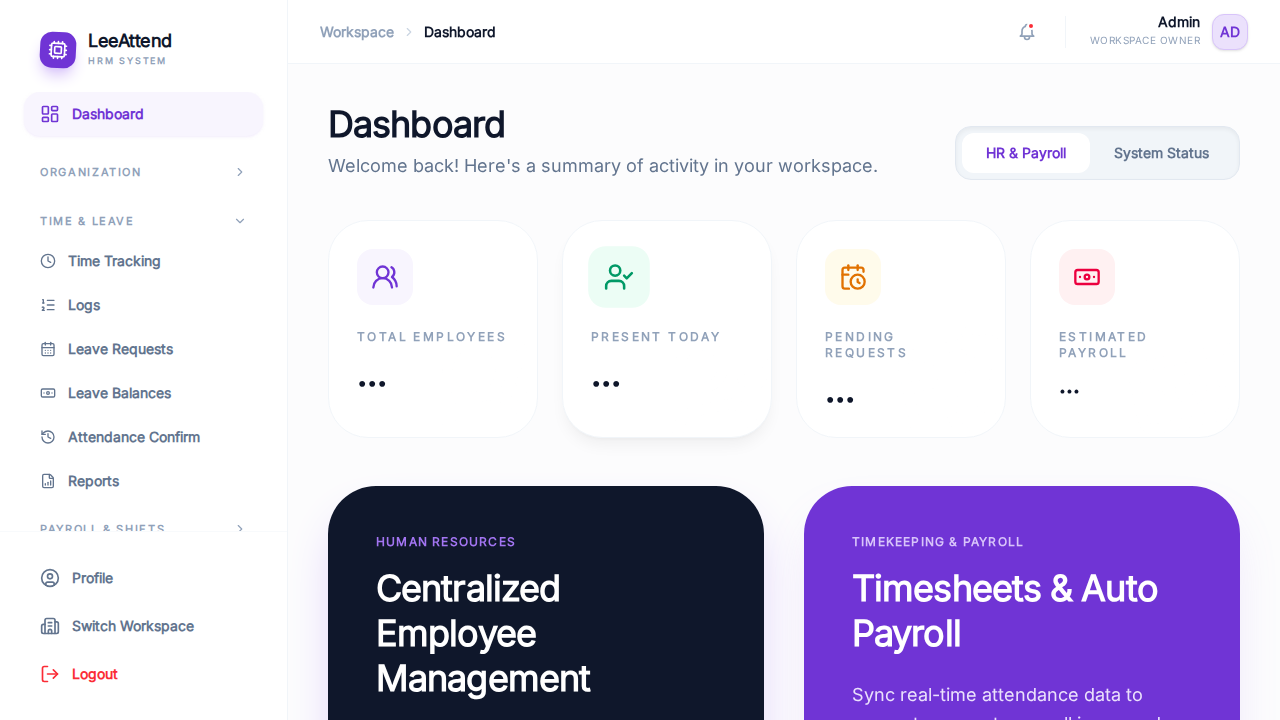 LeeAttend
HRM SYSTEM
Dashboard
ORGANIZATION
TIME & LEAVE
Time Tracking
Logs
Leave Requests
Leave Balances
Attendance Confirm
Reports
PAYROLL & SHIFTS
Profile
Switch Workspace
Logout
Workspace
Dashboard
Admin
WORKSPACE OWNER
AD
Dashboard
Welcome back! Here's a summary of activity in your workspace.
HR & Payroll
System Status
TOTAL EMPLOYEES
...
PRESENT TODAY
...
PENDING
REQUESTS
...
ESTIMATED
PAYROLL
...
HUMAN RESOURCES
Centralized
Employee
Management
TIMEKEEPING & PAYROLL
Timesheets & Auto
Payroll
Sync real-time attendance data to